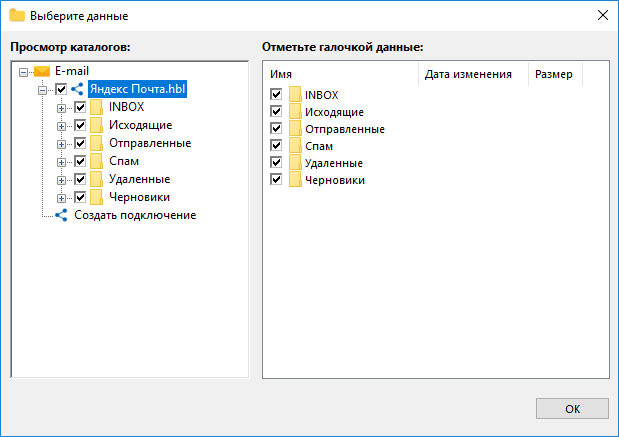 Выберите данные
Просмотр каталогов:
E-mail
Яндекс Почта.hbl
INBOX
Исходящие
Отправленные
Спам
Удаленные
Черновики
Создать подключение
Отметьте галочкой данные:
Имя Дата изменения Размер
INBOX
Исходящие
Отправленные
Спам
Удаленные
Черновики
OK